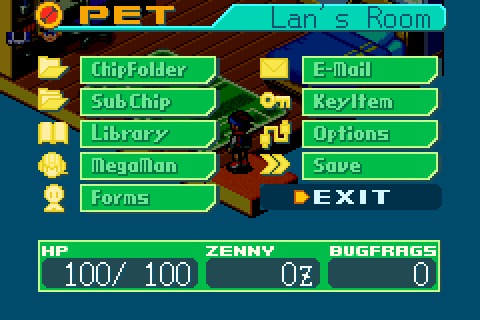 PET
Lan's Room
ChipFolder
SubChip
Library
MegaMan
Forms
E-Mail
KeyItem
Options
Save
EXIT
HP
100/ 100
ZENNY
0z
BUGFRAGS
0